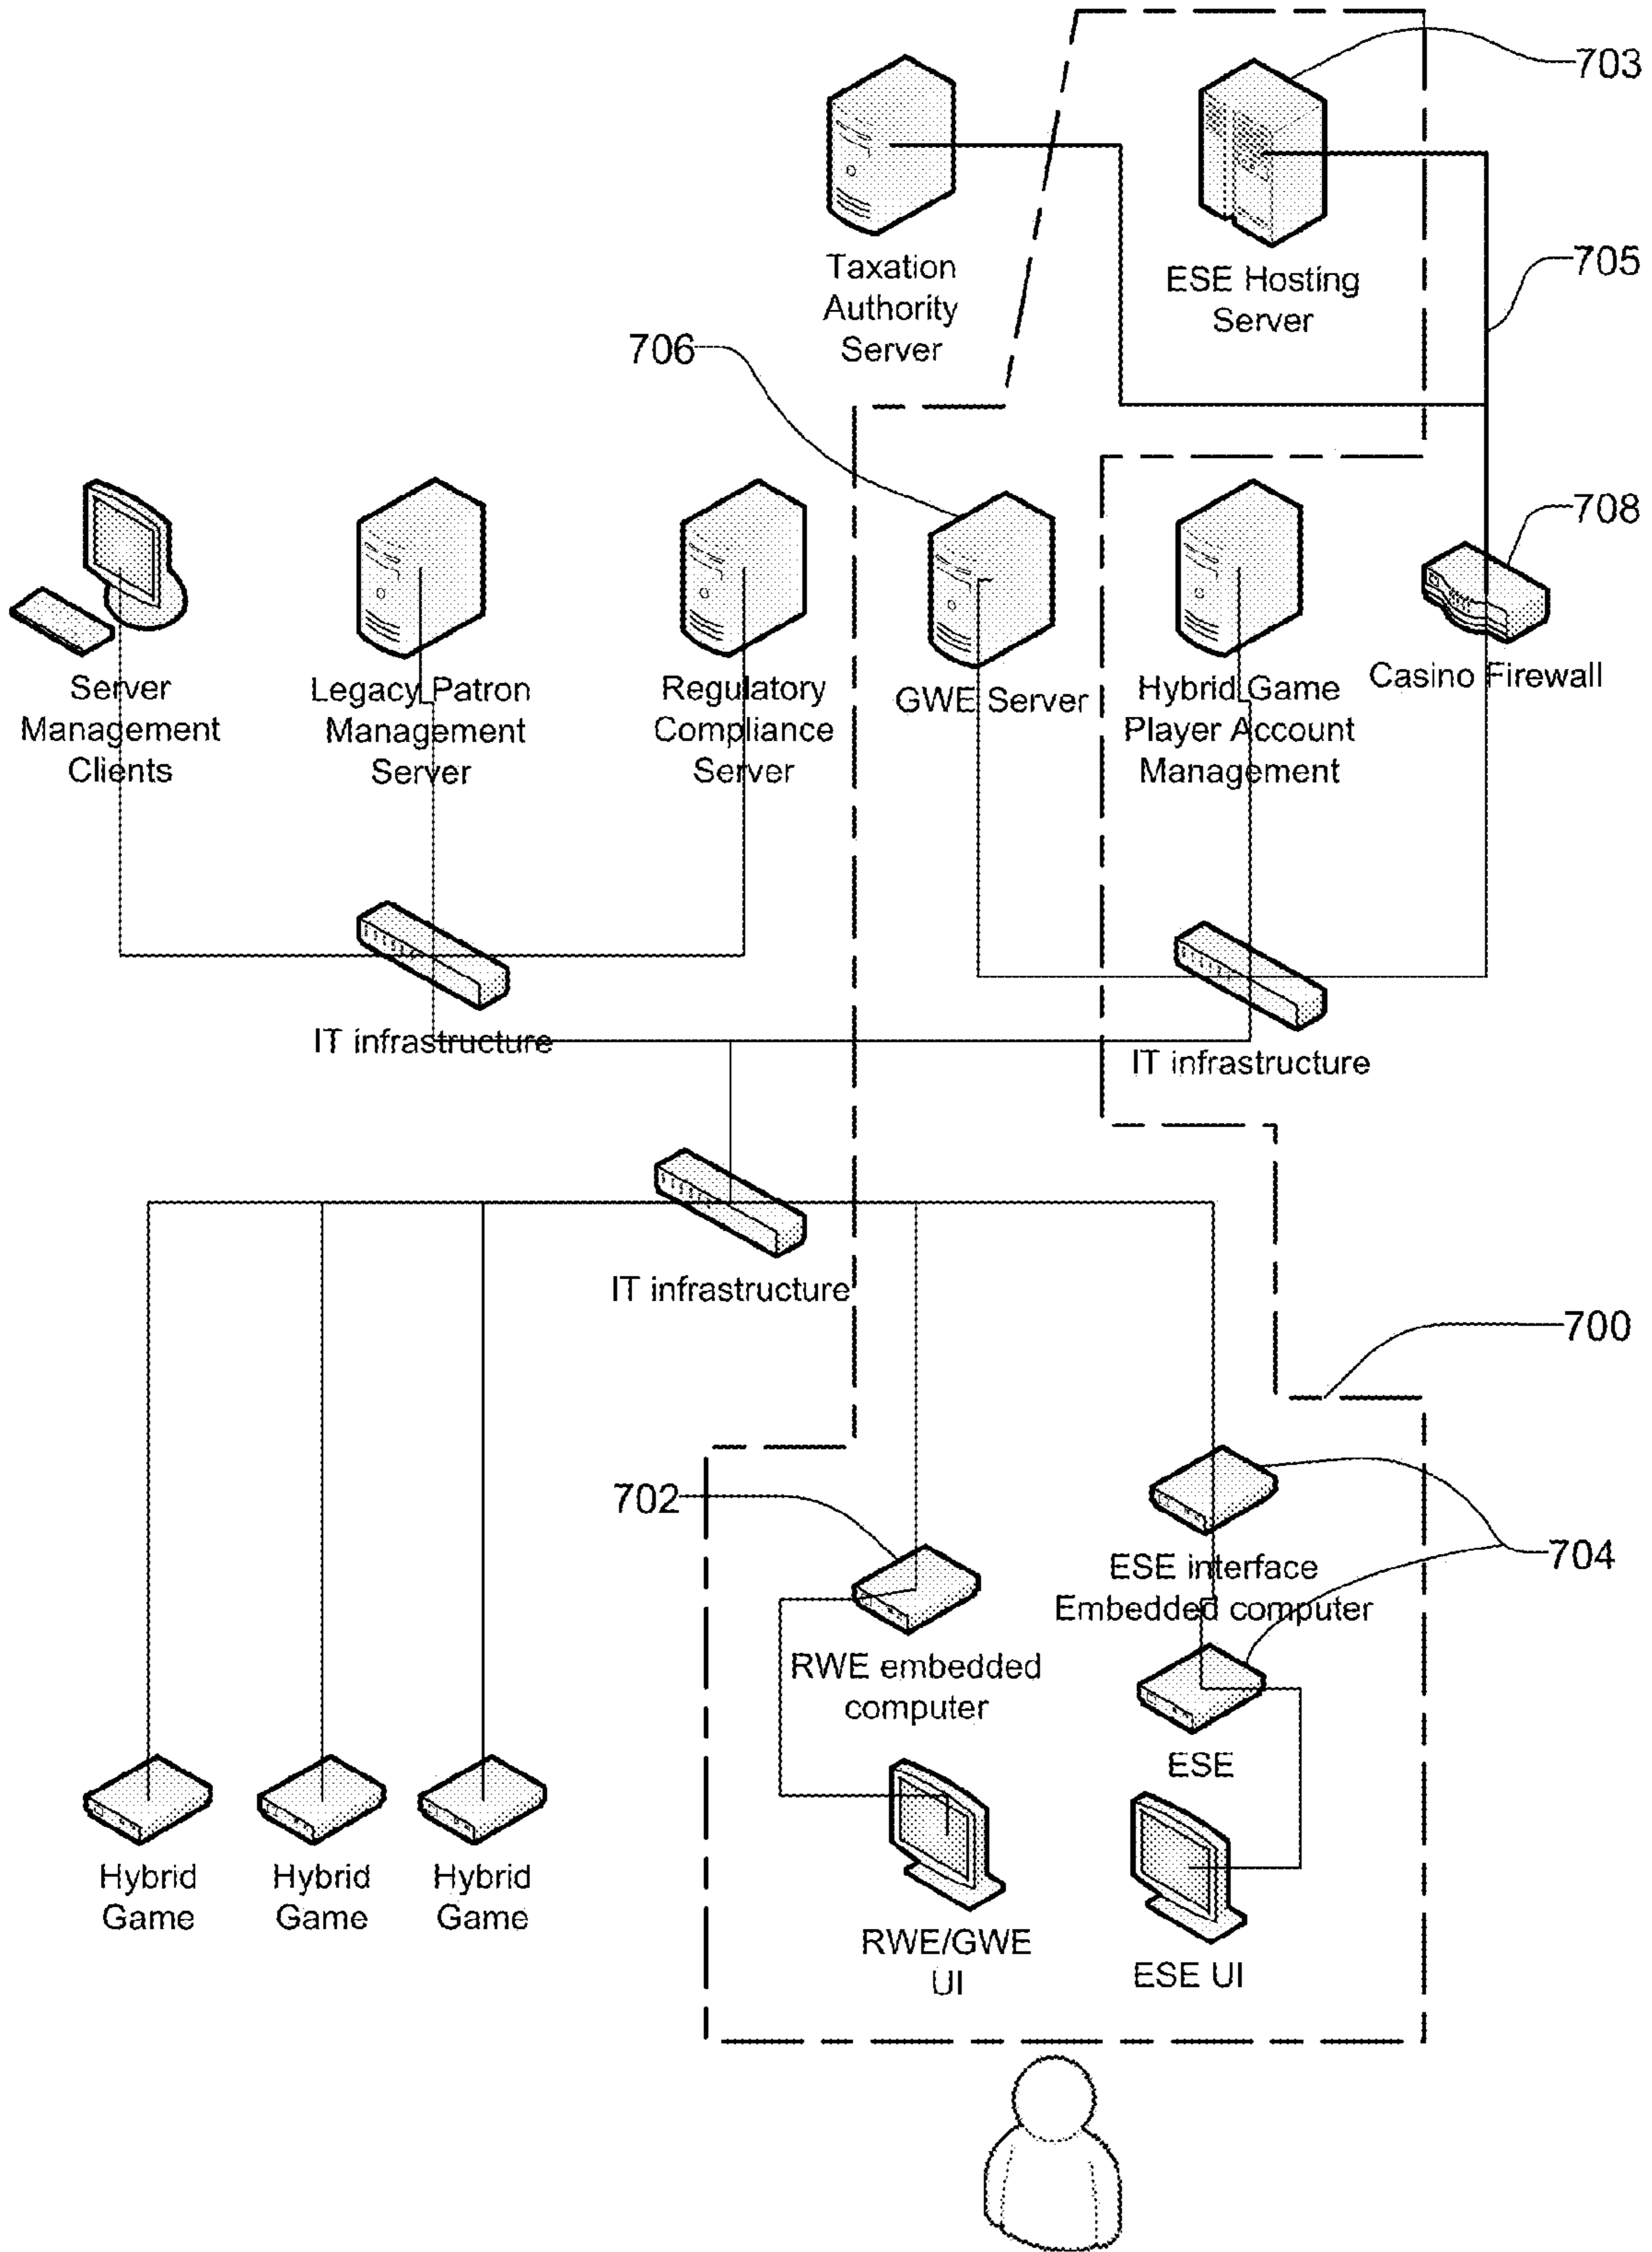 703
Taxation
Authority
Server
ESE Hosting
Server
705
706
708
Server
Management
Clients
Legacy Patron
Management
Server
Regulatory
Compliance
Server
GWE Server
Hybrid Game
Player Account
Management
Casino Firewall
IT infrastructure
IT infrastructure
IT infrastructure
700
702
ESE interface
Embedded computer
704
RWE embedded
computer
ESE
Hybrid
Game
Hybrid
Game
Hybrid
Game
RWE/GWE
UI
ESE UI